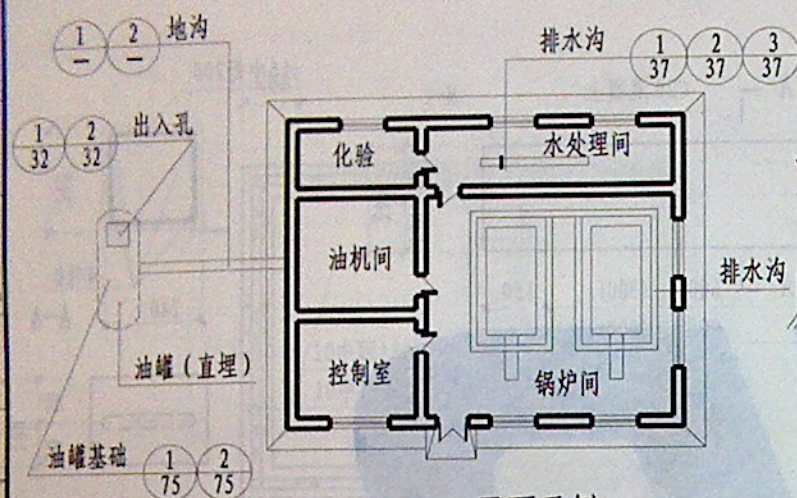 1 2 地沟
— —
排水沟 1 2 3
37 37 37
1 2 出入孔
32 32
化验
水处理间
油机间
排水沟
油罐（直埋）
控制室
锅炉间
油罐基础 1 2
75 75